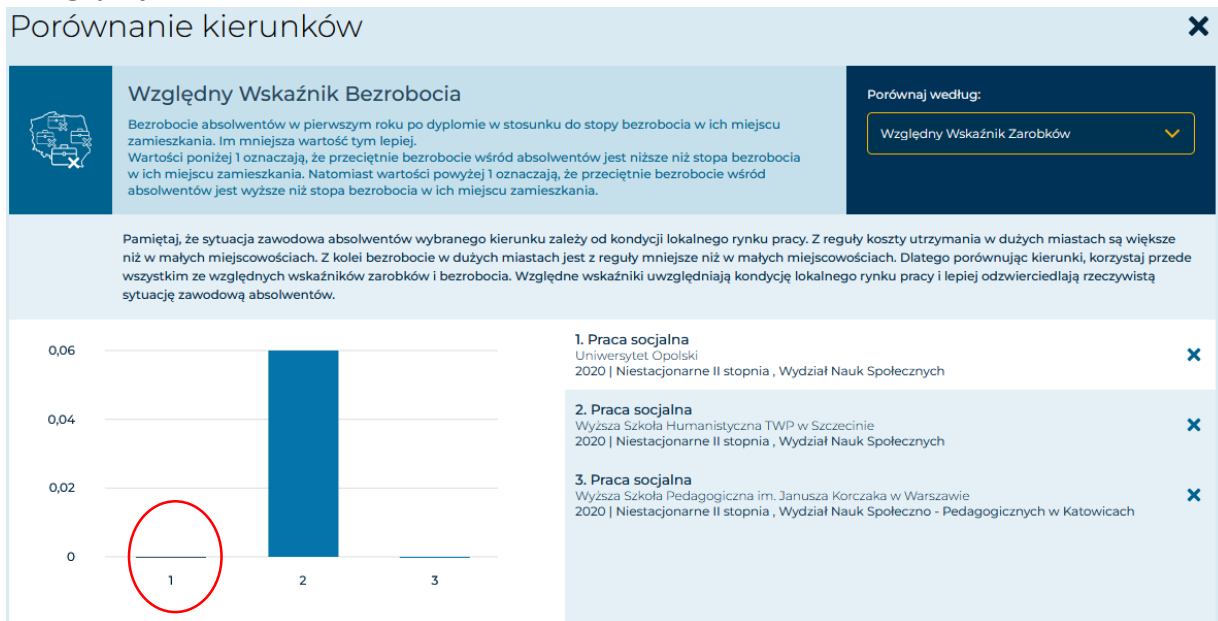 Porównanie kierunków
Względny Wskaźnik Bezrobocia
Bezrobocie absolwentów w pierwszym roku po dyplomie w stosunku do stopy bezrobocia w ich miejscu
zamieszkania. Im mniejsza wartość tym lepiej.
Wartości poniżej 1 oznaczają, że przeciętnie bezrobocie wśród absolwentów jest niższe niż stopa bezrobocia
w ich miejscu zamieszkania. Natomiast wartości powyżej 1 oznaczają, że przeciętnie bezrobocie wśród
absolwentów jest wyższe niż stopa bezrobocia w ich miejscu zamieszkania.
Porównaj według:
Względny Wskaźnik Zarobków
Pamiętaj, że sytuacja zawodowa absolwentów wybranego kierunku zależy od kondycji lokalnego rynku pracy. Z reguły koszty utrzymania w dużych miastach są większe
niż w małych miejscowościach. Z kolei bezrobocie w dużych miastach jest z reguły mniejsze niż w małych miejscowościach. Dlatego porównując kierunki, korzystaj przede
wszystkim ze względnych wskaźników zarobków i bezrobocia. Względne wskaźniki uwzględniają kondycję lokalnego rynku pracy i lepiej odzwierciedlają rzeczywistą
sytuację zawodową absolwentów.
0,06
0,04
0,02
0
1 2 3
1. Praca socjalna
Uniwersytet Opolski
2020 | Niestacjonarne II stopnia , Wydział Nauk Społecznych
2. Praca socjalna
Wyższa Szkoła Humanistyczna TWP w Szczecinie
2020 | Niestacjonarne II stopnia , Wydział Nauk Społecznych
3. Praca socjalna
Wyższa Szkoła Pedagogiczna im. Janusza Korczaka w Warszawie
2020 | Niestacjonarne II stopnia , Wydział Nauk Społeczno - Pedagogicznych w Katowicach